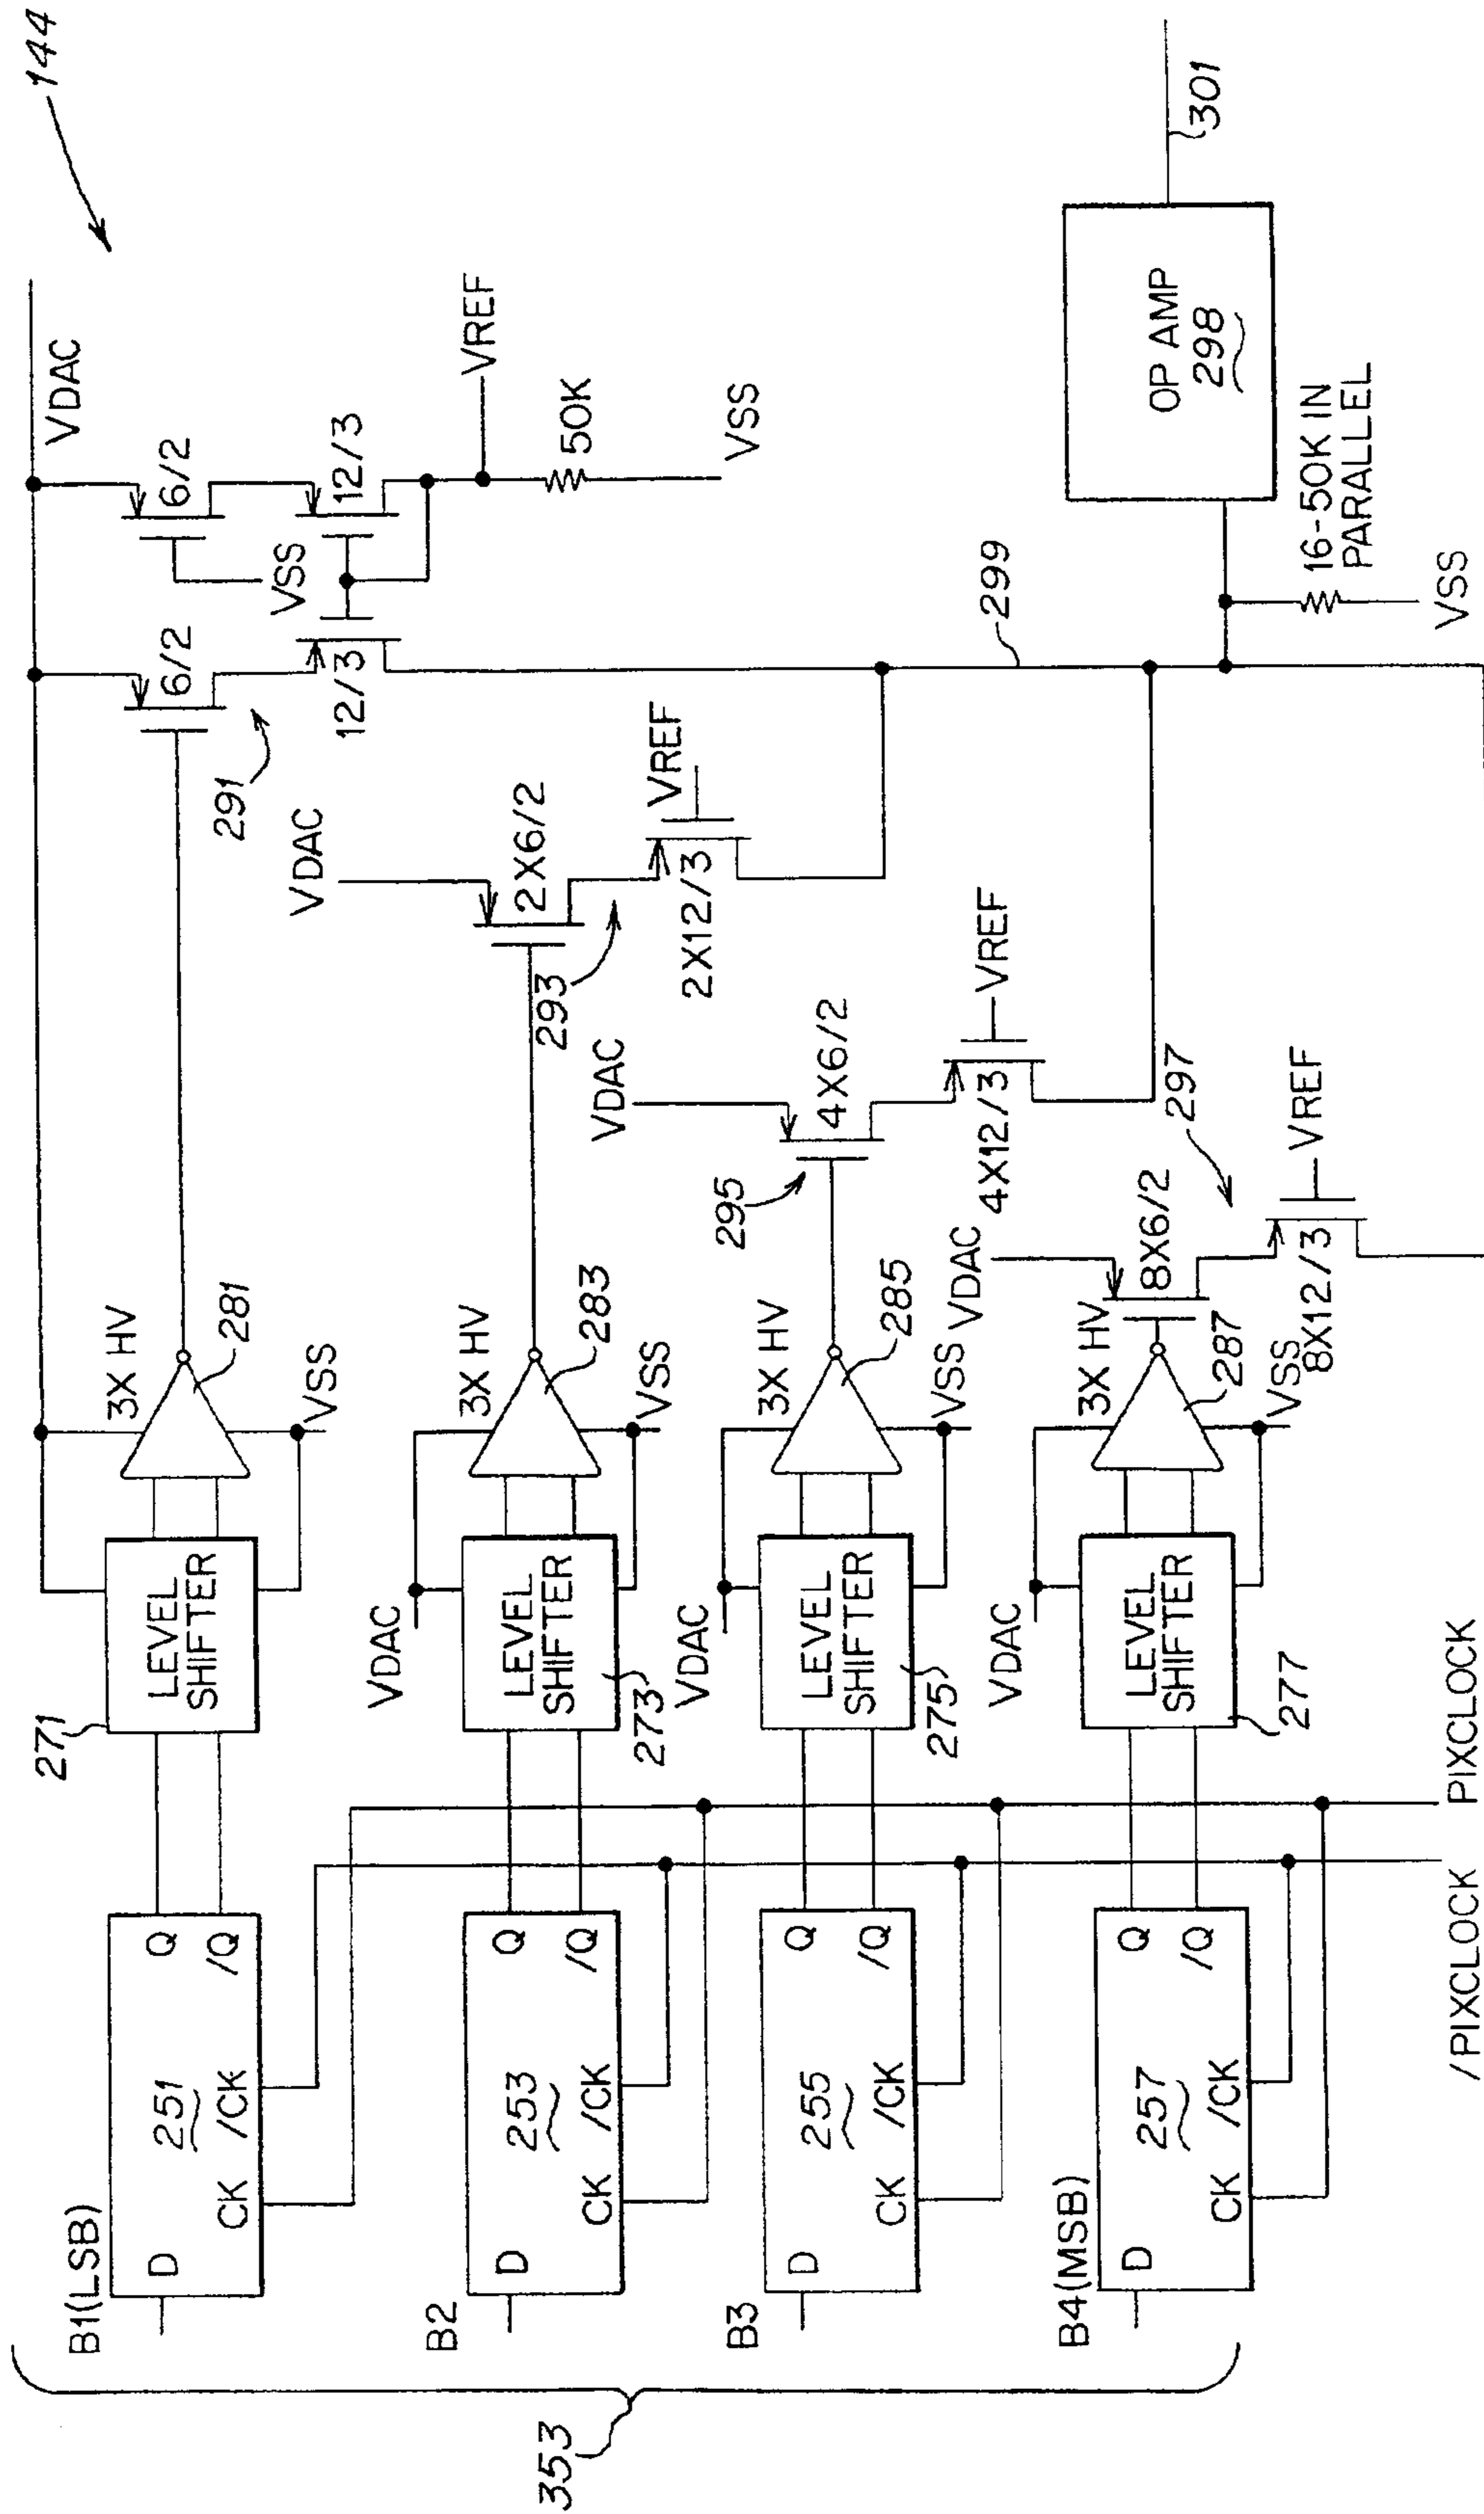 144
VDAC
6/2
12/3
VREF
50K
VSS
VSS
6/2
12/3
291
3X HV
281
VSS
LEVEL
SHIFTER
271
B1(LSB)
D
251
CK
/CK
Q
/Q
VDAC
2X6/2
293
VREF
2X12/3
3X HV
283
VSS
VDAC
LEVEL
SHIFTER
273
B2
D
253
CK
/CK
Q
/Q
VDAC
4X6/2
295
VREF
4X12/3
3X HV
285
VSS
VDAC
LEVEL
SHIFTER
275
B3
D
255
CK
/CK
Q
/Q
VDAC
8X6/2
297
VREF
8X12/3
3X HV
287
VSS
VDAC
LEVEL
SHIFTER
277
B4(MSB)
D
257
CK
/CK
Q
/Q
299
OP AMP
298
301
16-50K IN
PARALLEL
VSS
/PIXCLOCK
PIXCLOCK
353